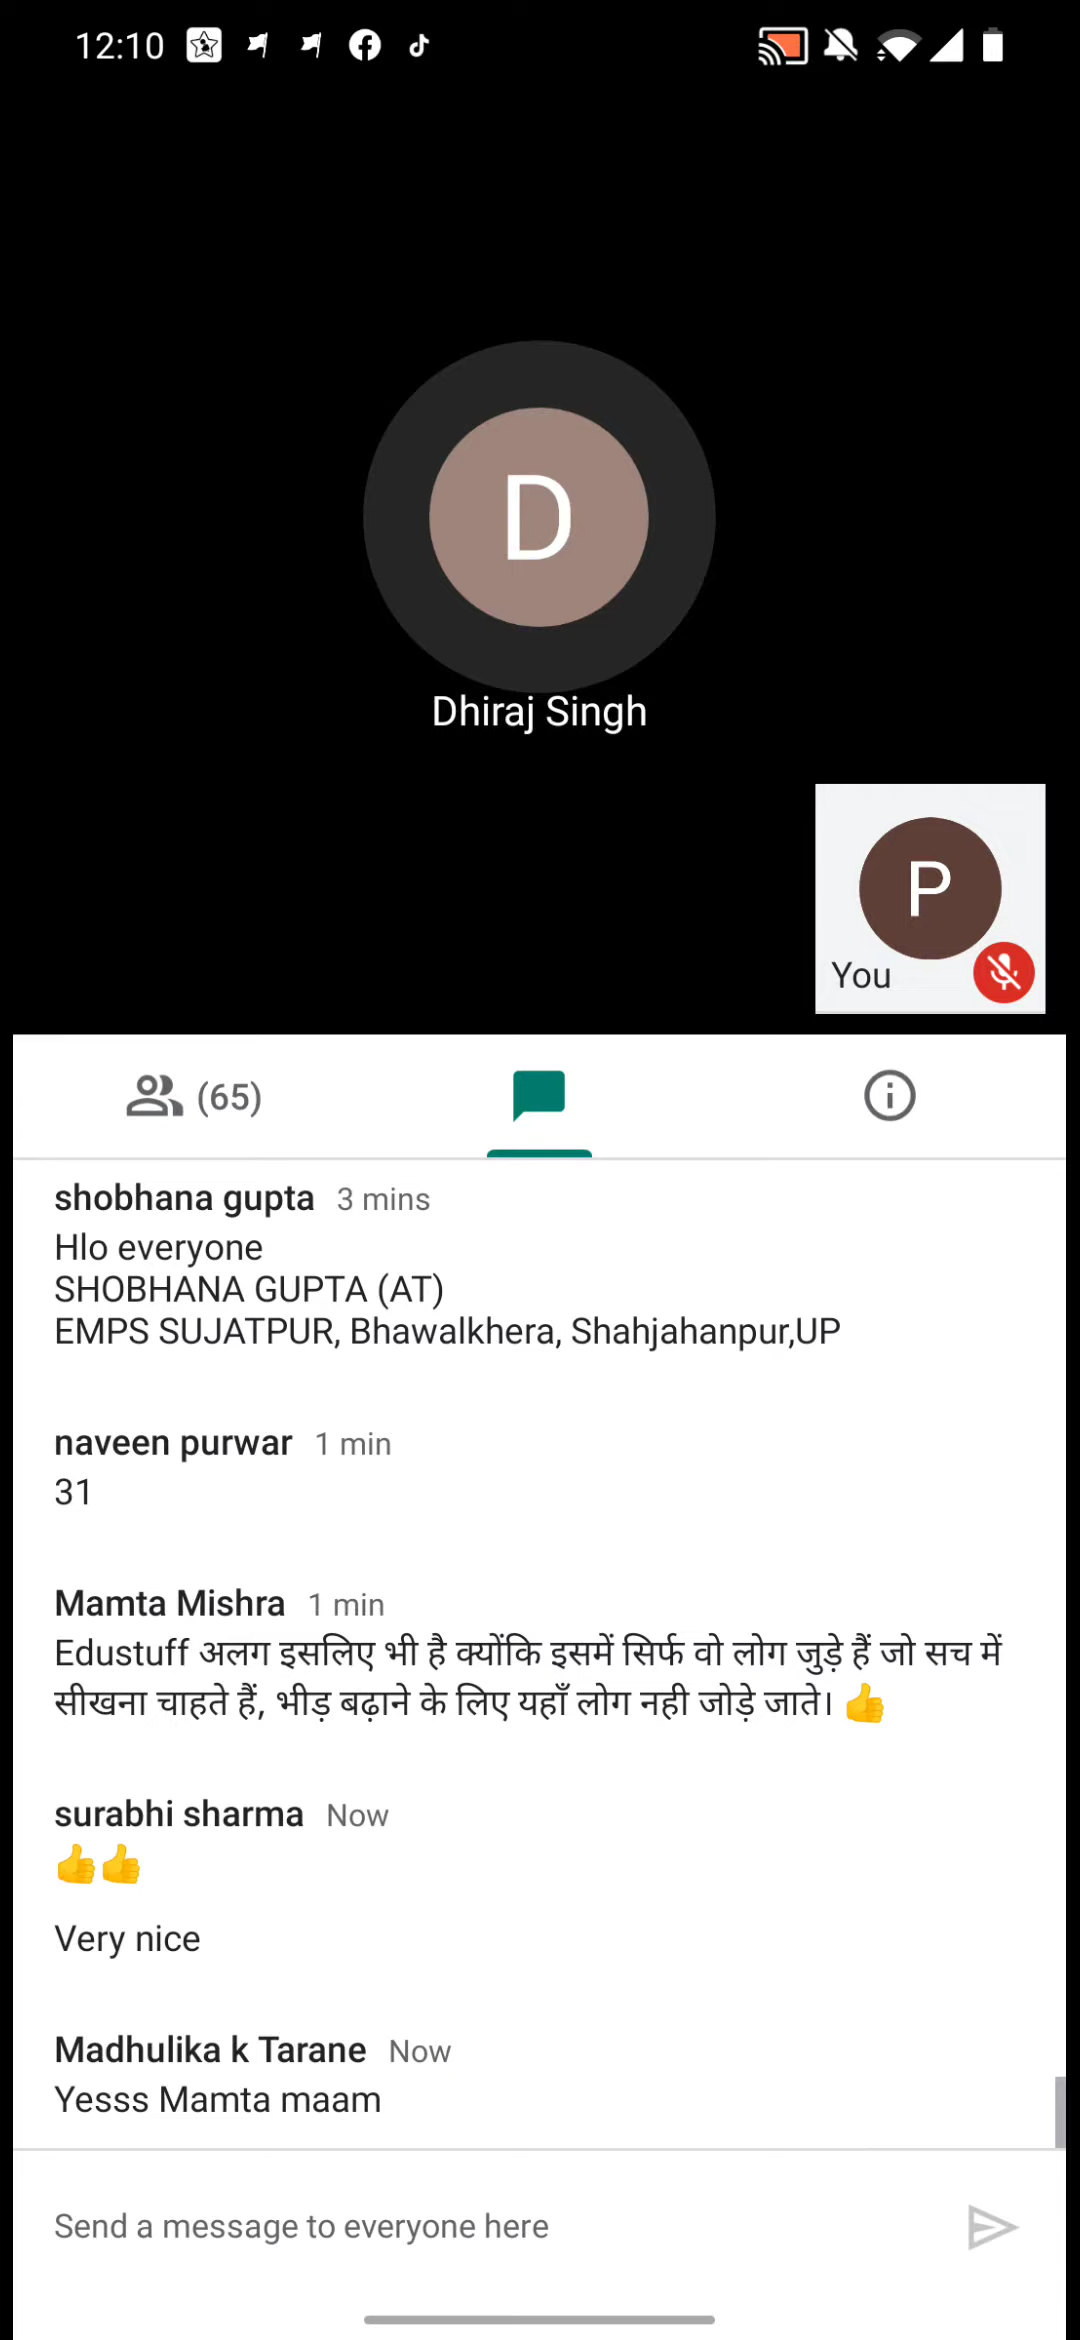 12:10
D
Dhiraj Singh
P
You
(65)
shobhana gupta 3 mins
Hlo everyone
SHOBHANA GUPTA (AT)
EMPS SUJATPUR, Bhawalkhera, Shahjahanpur,UP
naveen purwar 1 min
31
Mamta Mishra 1 min
Edustuff अलग इसलिए भी है क्योंकि इसमें सिर्फ वो लोग जुड़े हैं जो सच में
सीखना चाहते हैं, भीड़ बढ़ाने के लिए यहाँ लोग नही जोड़े जाते। 👍
surabhi sharma Now
👍👍
Very nice
Madhulika k Tarane Now
Yesss Mamta maam
Send a message to everyone here